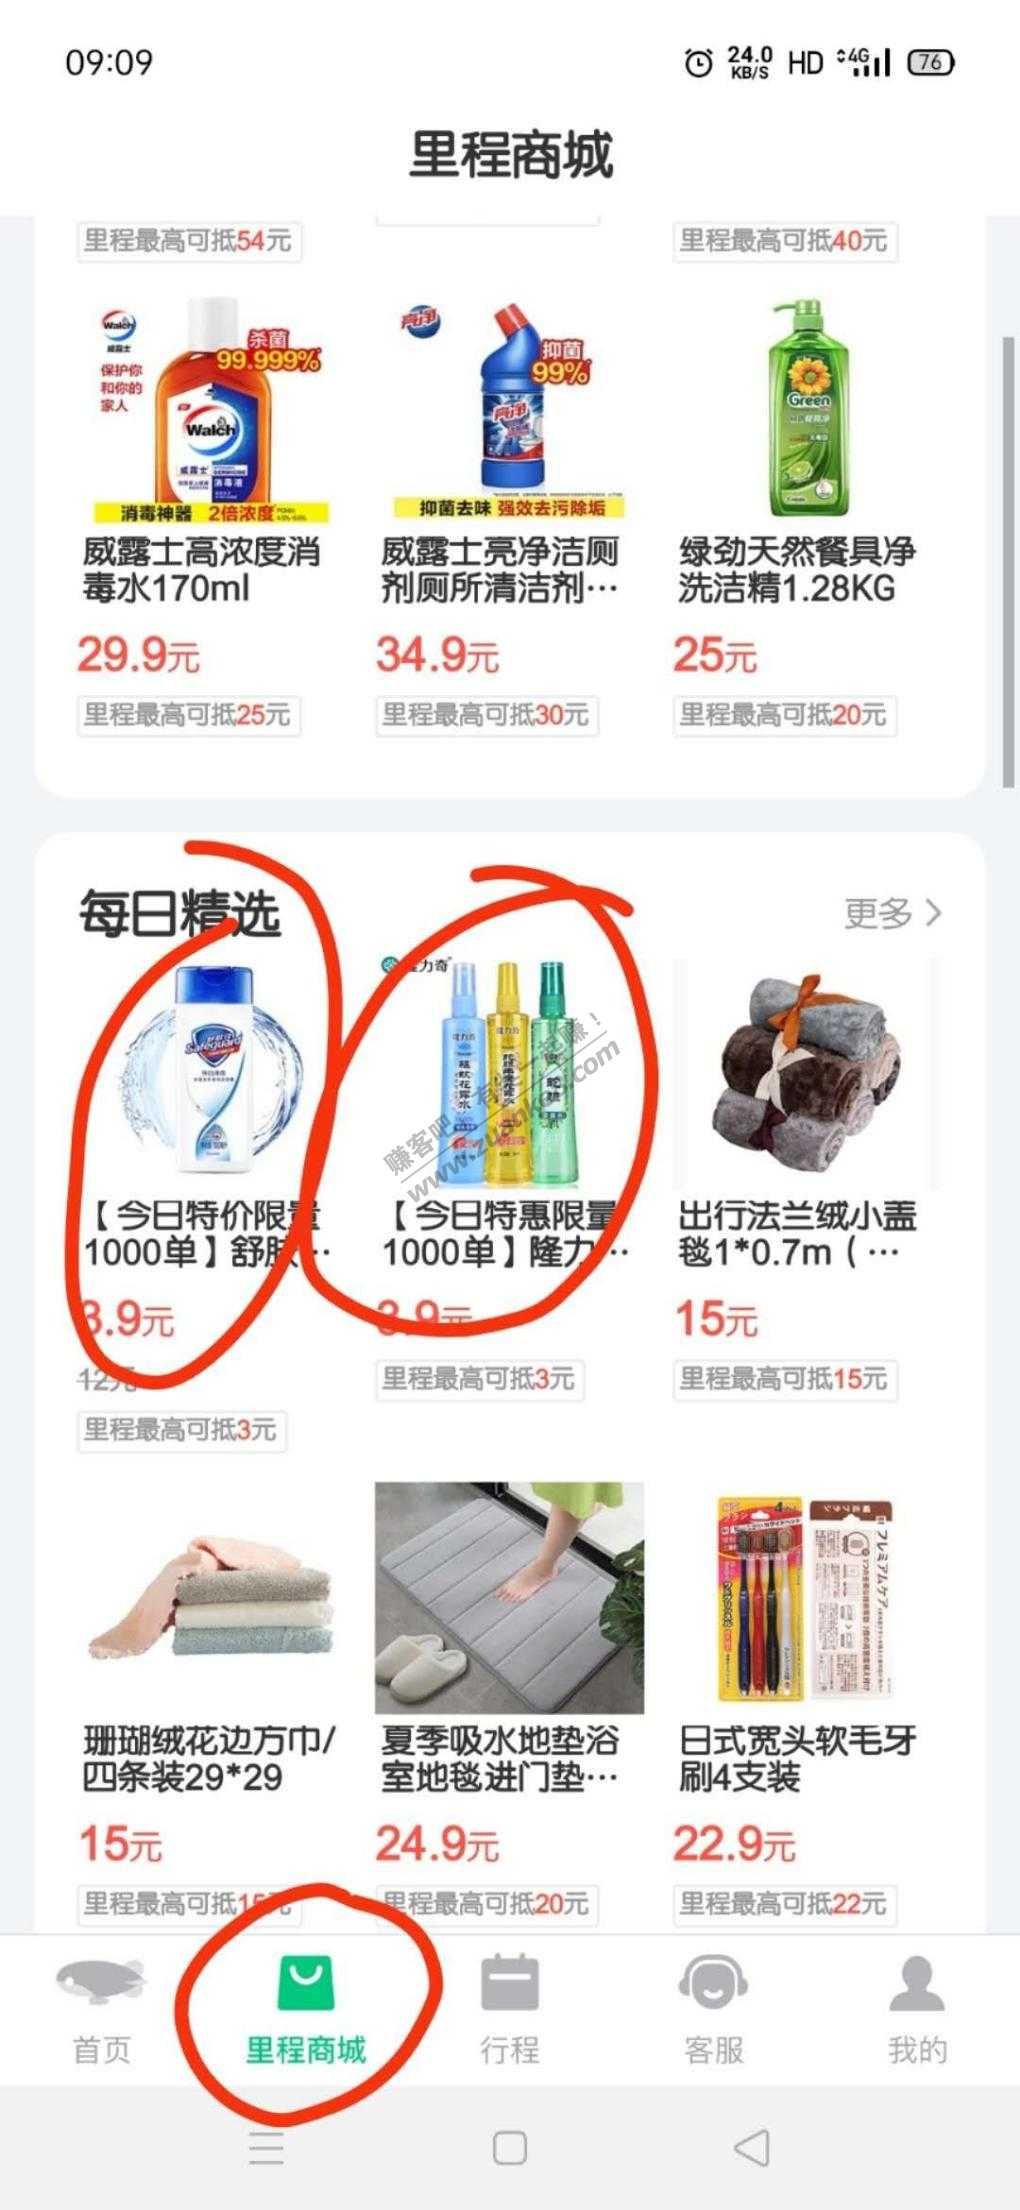 09:09
24.0
KB/S
HD
4G
76
里程商城
里程最高可抵54元
里程最高可抵40元
Walch
威露士
保护你
和你的
家人
杀菌
99.999%
Walch
威露士
消毒液
消毒神器 2倍浓度
亮净
抑菌
99%
亮净
抑菌去味 强效去污除垢
Green
威露士高浓度消
毒水170ml
威露士亮净洁厕
剂厕所清洁剂…
绿劲天然餐具净
洗洁精1.28KG
29.9元
34.9元
25元
里程最高可抵25元
里程最高可抵30元
里程最高可抵20元
每日精选
更多 >
Safeguard
隆力奇
赚客吧,有奖一起赚!
www.zuanke8.com
【今日特价限量
1000单】舒肤…
【今日特惠限量
1000单】隆力…
出行法兰绒小盖
毯1*0.7m（…
3.9元
3.9元
15元
12元
里程最高可抵3元
里程最高可抵15元
里程最高可抵3元
プレミアムケア
珊瑚绒花边方巾/
四条装29*29
夏季吸水地垫浴
室地毯进门垫…
日式宽头软毛牙
刷4支装
15元
24.9元
22.9元
里程最高可抵15元
里程最高可抵20元
里程最高可抵22元
首页
里程商城
行程
客服
我的